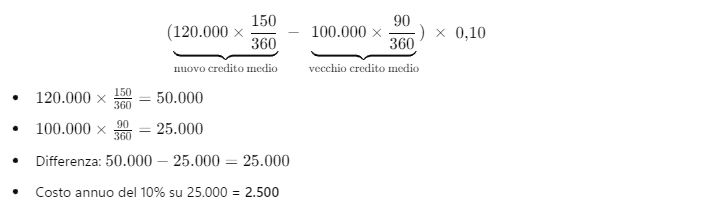 (120.000 × 150/360 − 100.000 × 90/360) × 0,10
nuovo credito medio vecchio credito medio
• 120.000 × 150/360 = 50.000
• 100.000 × 90/360 = 25.000
• Differenza: 50.000 − 25.000 = 25.000
• Costo annuo del 10% su 25.000 = 2.500